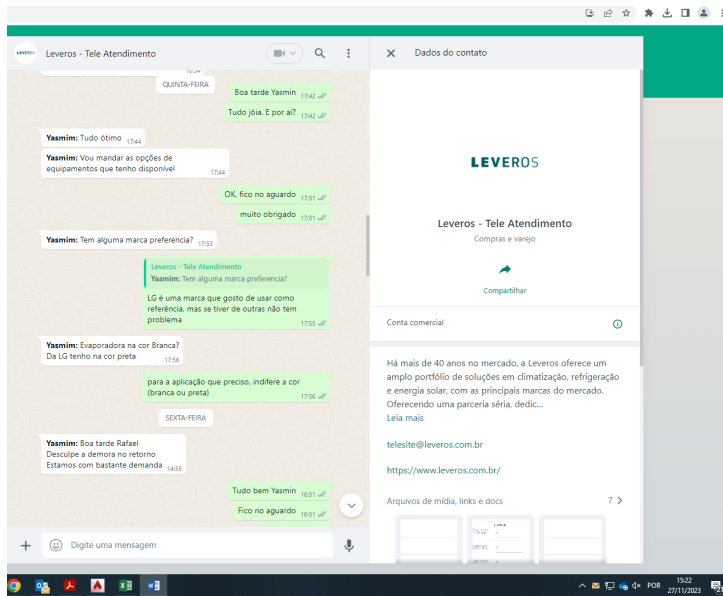 LEVEROS
Leveros - Tele Atendimento
QUINTA-FEIRA
Boa tarde Yasmin 17:42
Tudo jóia. E por aí? 17:42
Yasmim: Tudo ótimo 17:44
Yasmim: Vou mandar as opções de
equipamentos que tenho disponível 17:44
OK, fico no aguardo 17:51
muito obrigado 17:51
Yasmim: Tem alguma marca preferencia? 17:53
Leveros - Tele Atendimento
Yasmim: Tem alguma marca preferencia?
LG é uma marca que gosto de usar como
referência, mas se tiver de outras não tem
problema 17:55
Yasmim: Evaporadora na cor Branca?
Da LG tenho na cor preta 17:56
para a aplicação que preciso, indifere a cor
(branca ou preta) 17:56
SEXTA-FEIRA
Yasmim: Boa tarde Rafael
Desculpe a demora no retorno
Estamos com bastante demanda 14:55
Tudo bem Yasmin 16:51
Fico no aguardo 16:51
Digite uma mensagem
Dados do contato
LEVEROS
Leveros - Tele Atendimento
Compras e varejo
Compartilhar
Conta comercial
Há mais de 40 anos no mercado, a Leveros oferece um
amplo portfólio de soluções em climatização, refrigeração
e energia solar, com as principais marcas do mercado.
Oferecendo uma parceria séria, dedic...
Leia mais
telesite@leveros.com.br
https://www.leveros.com.br/
Arquivos de mídia, links e docs 7
POR
15:22
27/11/2023